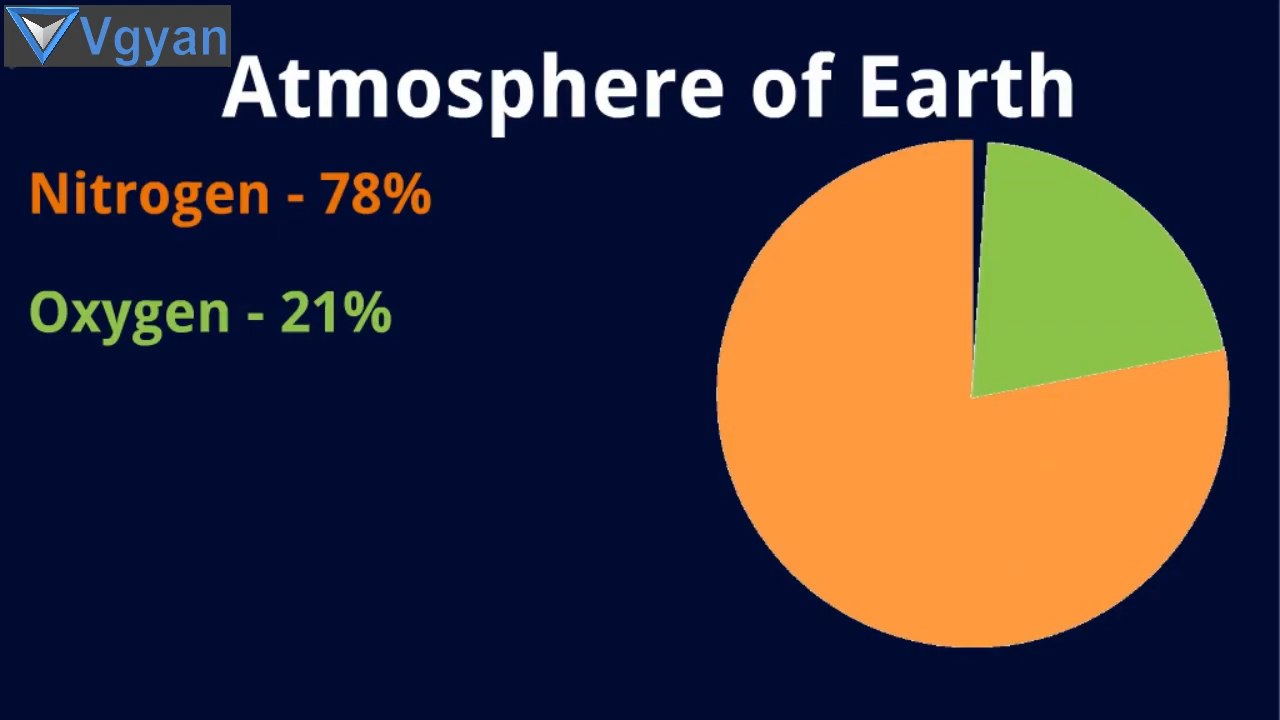 Vgyan
Atmosphere of Earth
Nitrogen - 78%
Oxygen - 21%